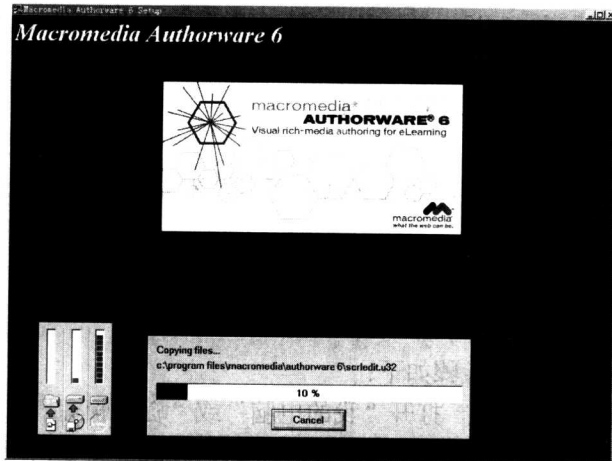 Macromedia Authorware 6 Setup
Macromedia Authorware 6
macromedia®
AUTHORWARE® 6
Visual rich-media authoring for eLearning
macromedia
what the web can be.
Copying files...
c:\program files\macromedia\authorware 6\scrledit.u32
10 %
Cancel